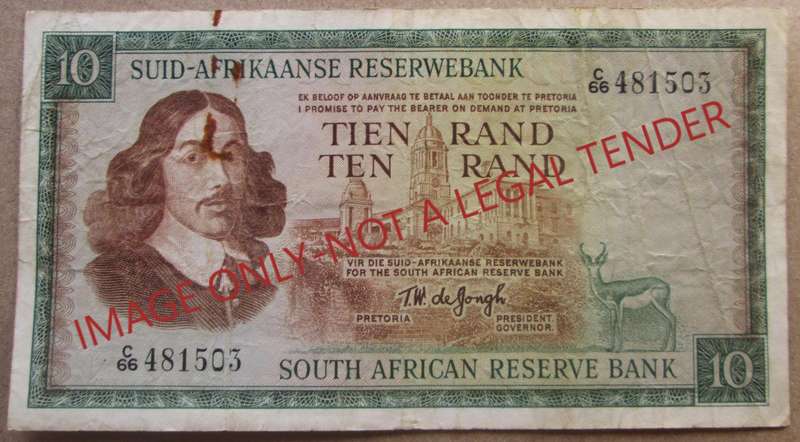 10
SUID-AFRIKAANSE RESERWEBANK
C/66 481503
EK BELOOF OP AANVRAAG TE BETAAL AAN TOONDER TE PRETORIA
I PROMISE TO PAY THE BEARER ON DEMAND AT PRETORIA
TIEN RAND
TEN RAND
IMAGE ONLY-NOT A LEGAL TENDER
VIR DIE SUID-AFRIKAANSE RESERWEBANK
FOR THE SOUTH AFRICAN RESERVE BANK
T.W. de Jongh
PRETORIA
PRESIDENT.
GOVERNOR.
C/66 481503
SOUTH AFRICAN RESERVE BANK
10